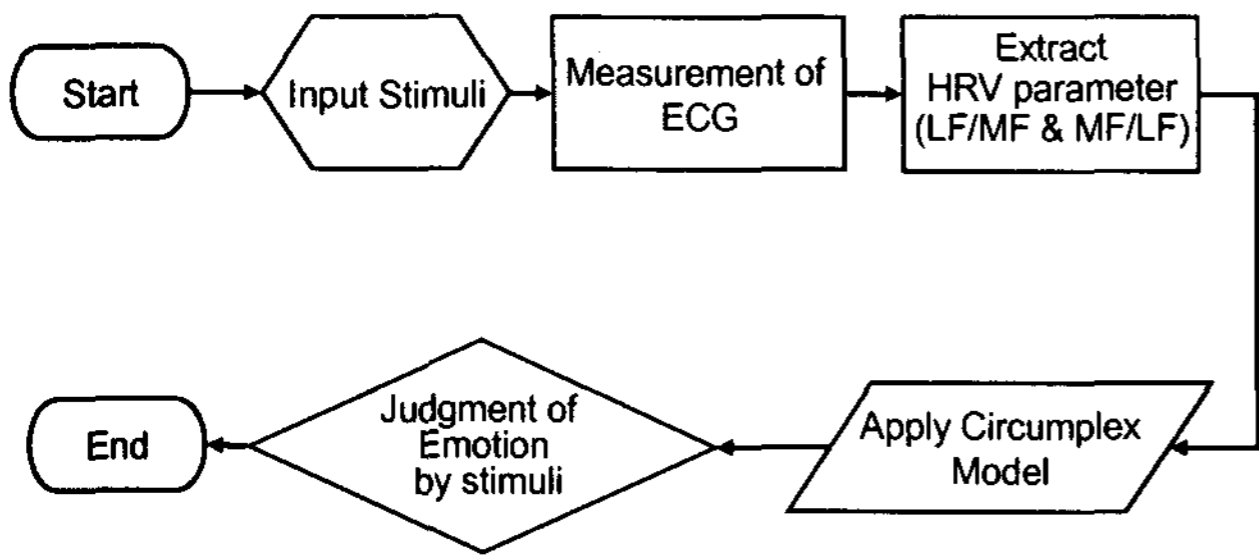 Start
Input Stimuli
Measurement of
ECG
Extract
HRV parameter
(LF/MF & MF/LF)
Apply Circumplex
Model
Judgment of
Emotion
by stimuli
End